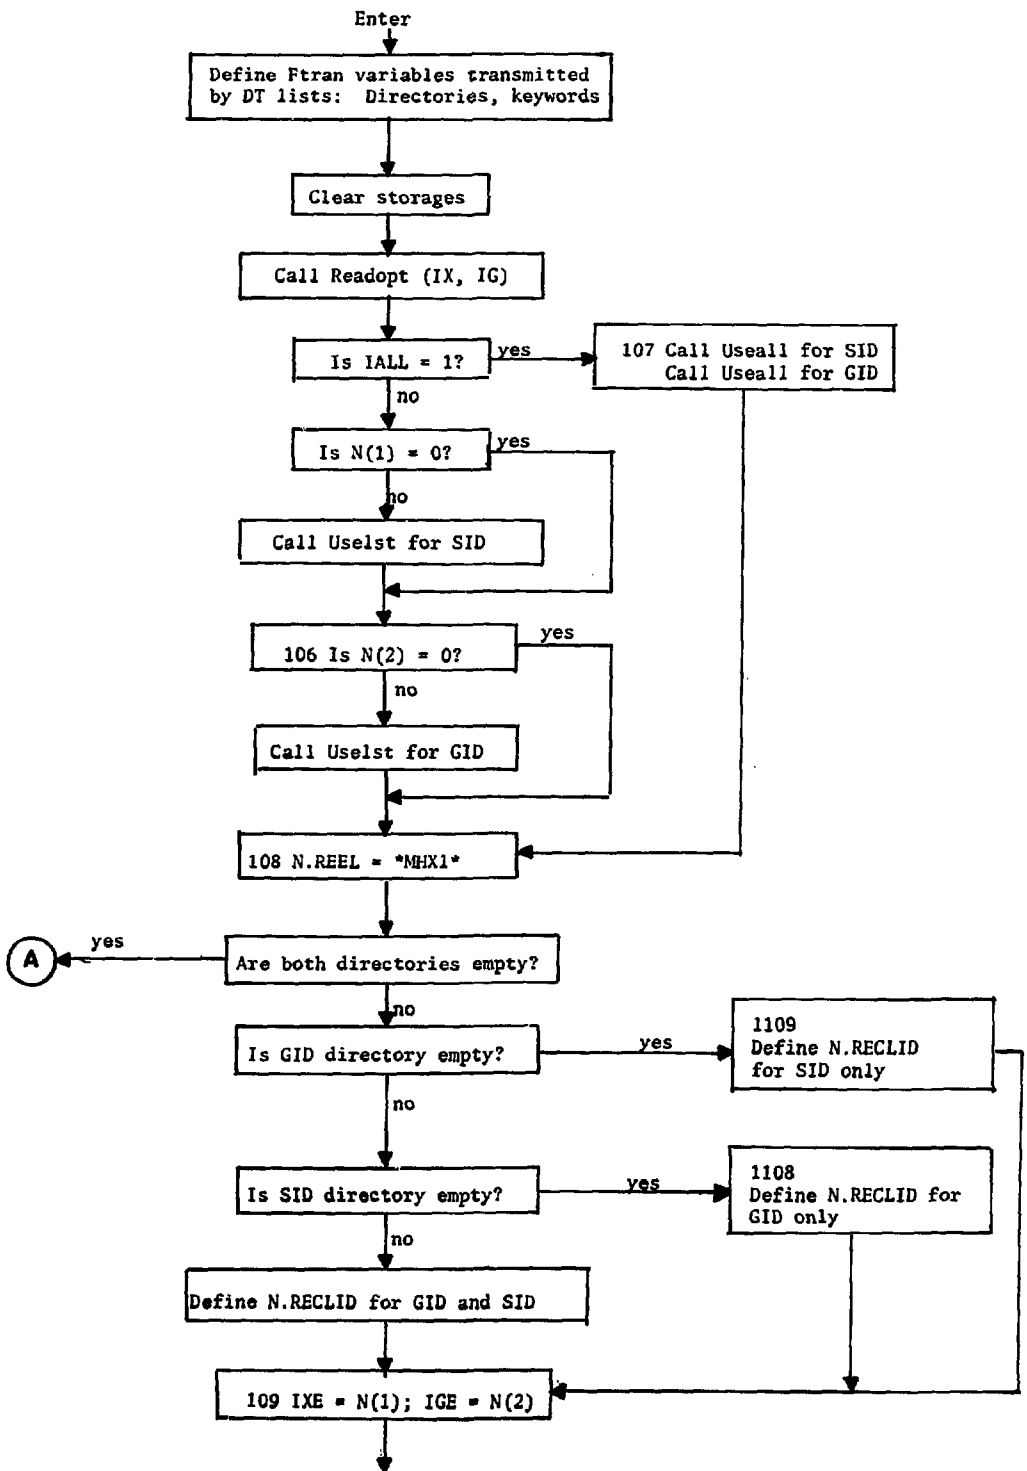 Enter
Define Ftran variables transmitted
by DT lists: Directories, keywords
Clear storages
Call Readopt (IX, IG)
Is IALL = 1?
yes
107 Call Useall for SID
Call Useall for GID
no
Is N(1) = 0?
yes
no
Call Uselst for SID
106 Is N(2) = 0?
yes
no
Call Uselst for GID
108 N.REEL = *MHX1*
A
yes
Are both directories empty?
no
Is GID directory empty?
yes
1109
Define N.RECLID
for SID only
no
Is SID directory empty?
yes
1108
Define N.RECLID for
GID only
no
Define N.RECLID for GID and SID
109 IXE = N(1); IGE = N(2)